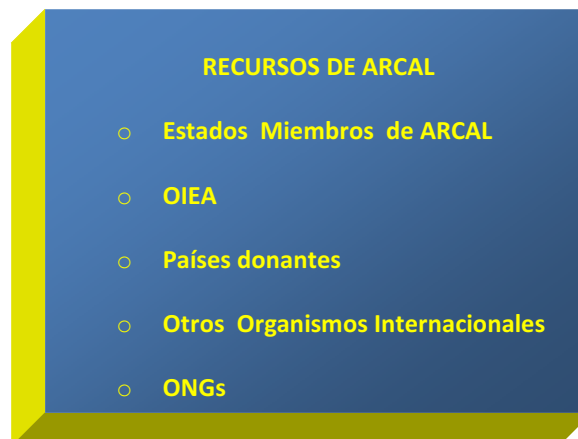 RECURSOS DE ARCAL
o Estados Miembros de ARCAL
o OIEA
o Países donantes
o Otros Organismos Internacionales
o ONGs